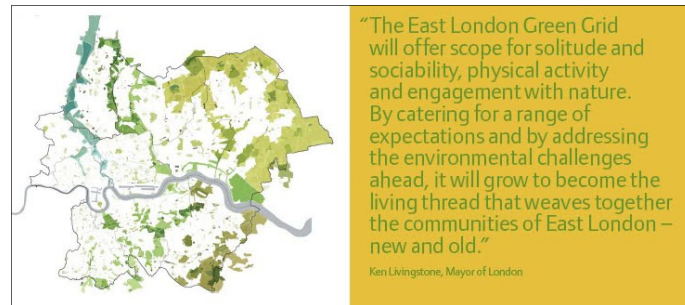 “The East London Green Grid
will offer scope for solitude and
sociability, physical activity
and engagement with nature.
By catering for a range of
expectations and by addressing
the environmental challenges
ahead, it will grow to become the
living thread that weaves together
the communities of East London –
new and old.”
Ken Livingstone, Mayor of London